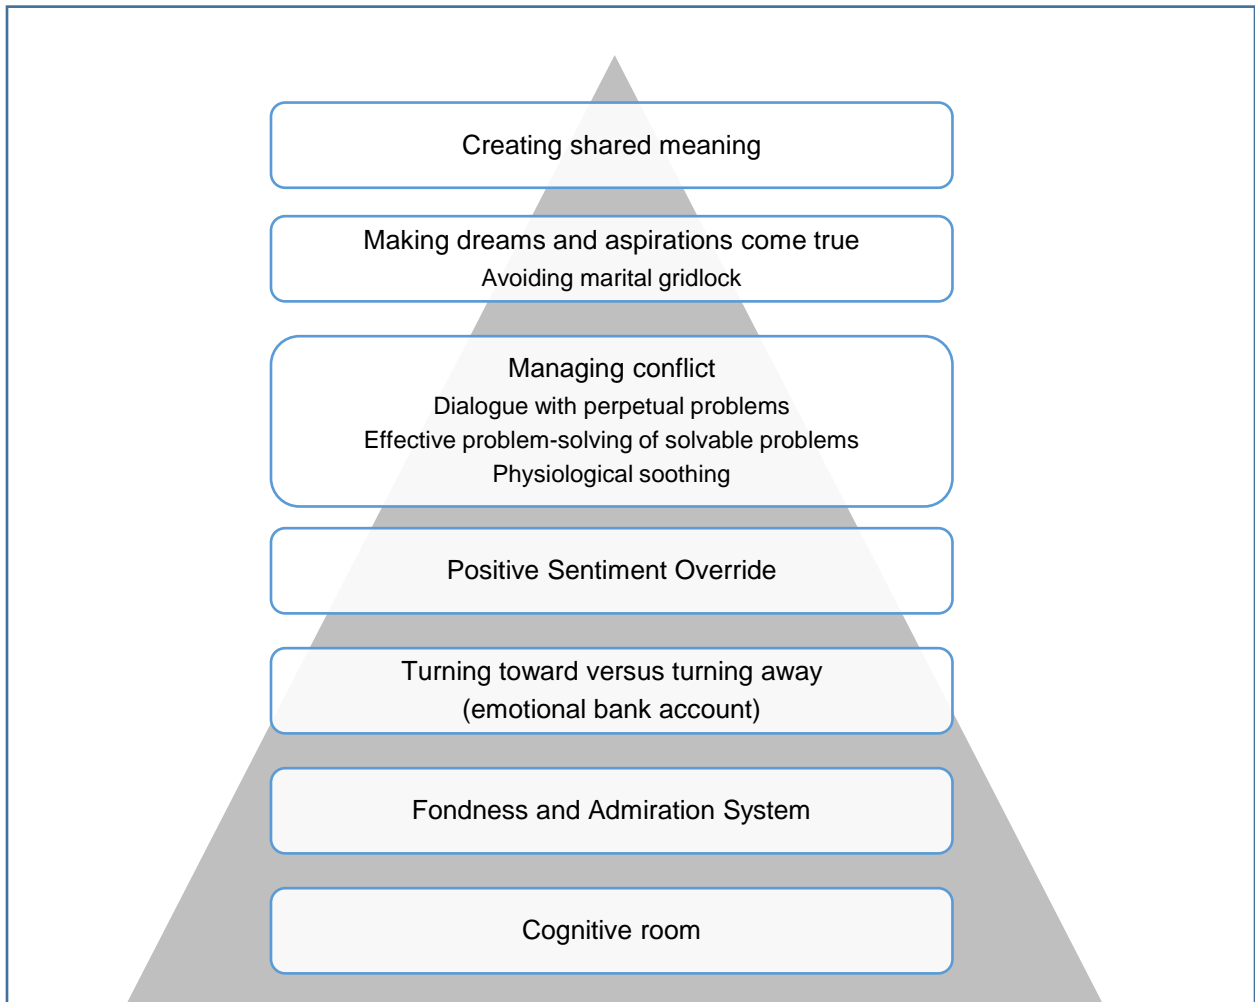 Creating shared meaning
Making dreams and aspirations come true
Avoiding marital gridlock
Managing conflict
Dialogue with perpetual problems
Effective problem-solving of solvable problems
Physiological soothing
Positive Sentiment Override
Turning toward versus turning away
(emotional bank account)
Fondness and Admiration System
Cognitive room